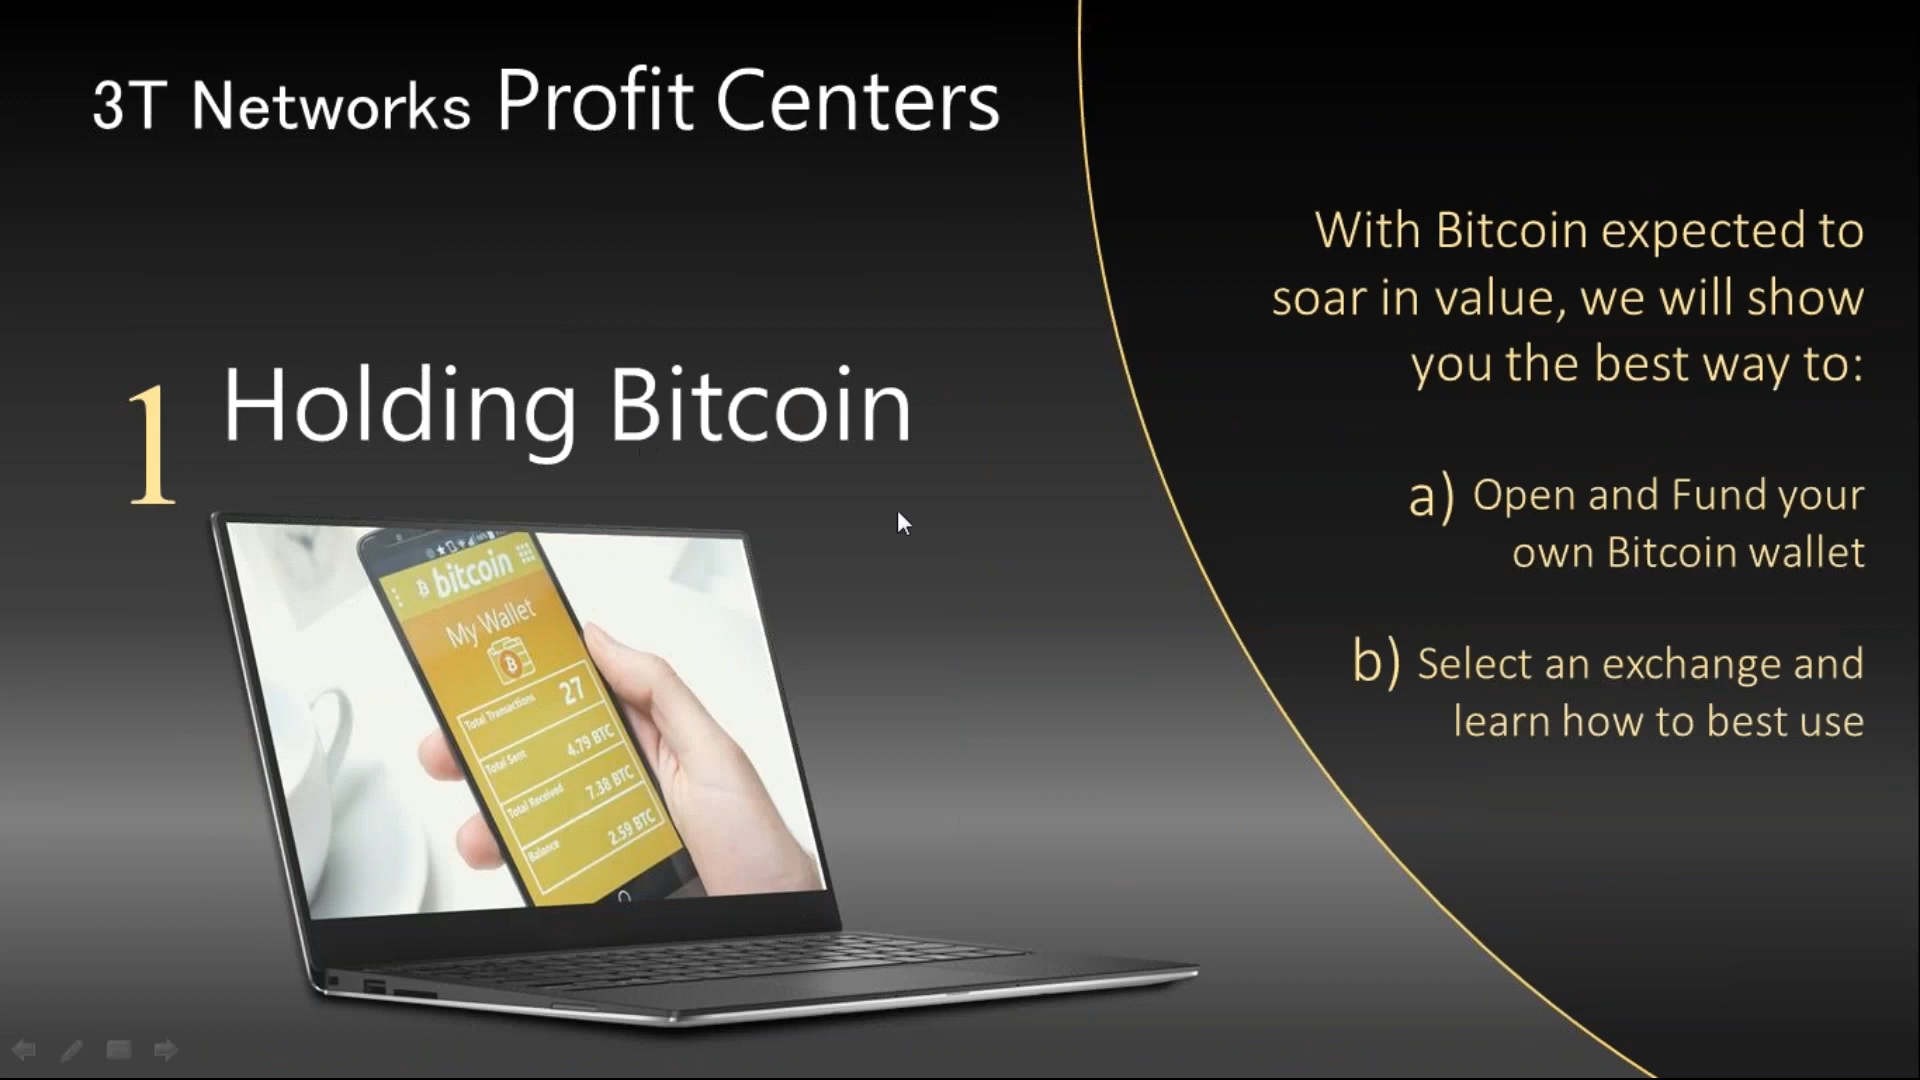 3T Networks Profit Centers
1 Holding Bitcoin
With Bitcoin expected to
soar in value, we will show
you the best way to:
a) Open and Fund your
own Bitcoin wallet
b) Select an exchange and
learn how to best use
bitcoin
My Wallet
Total Transactions 27
Total Sent 4.79 BTC
Total Received 7.38 BTC
Balance 2.59 BTC